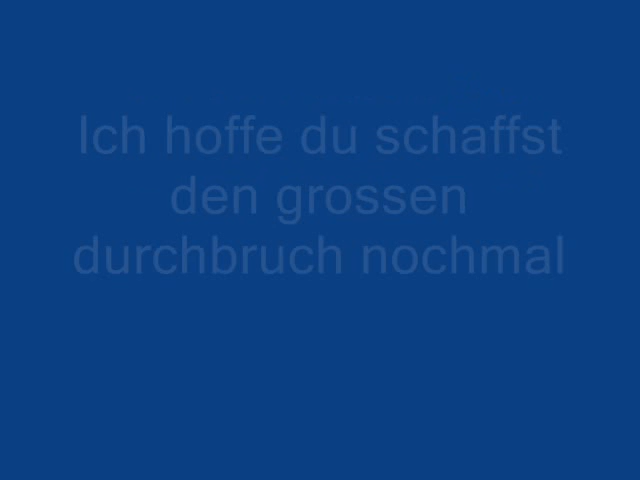 Ich hoffe du schaffst
den grossen
durchbruch nochmal